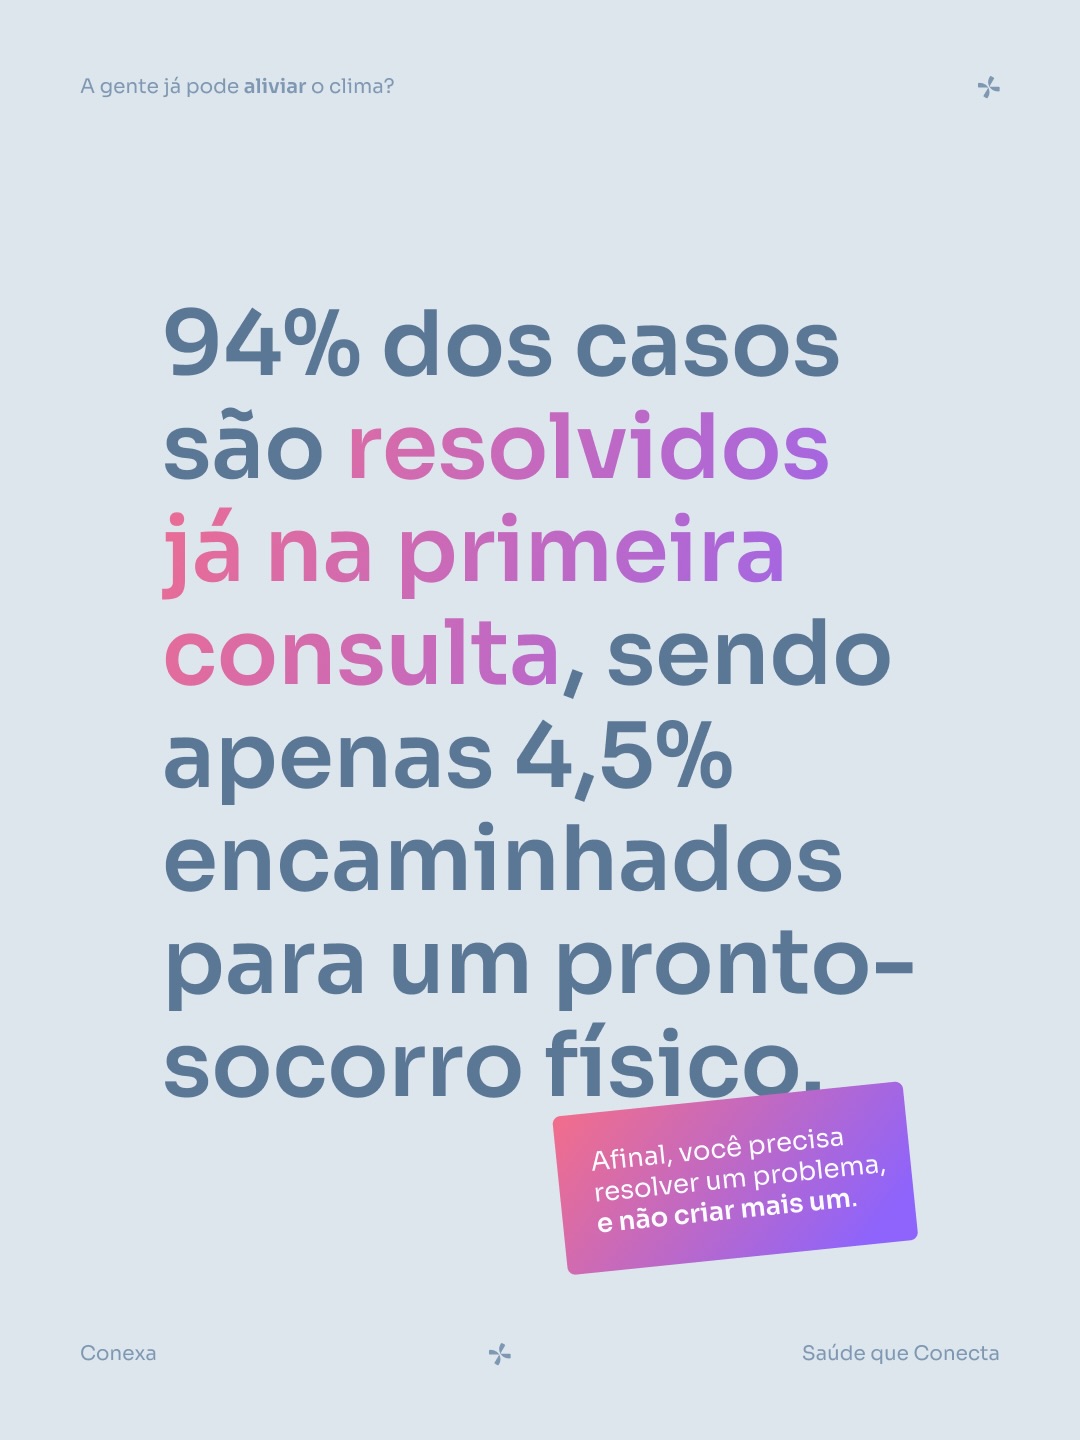 A gente já pode aliviar o clima?
94% dos casos
são resolvidos
já na primeira
consulta, sendo
apenas 4,5%
encaminhados
para um pronto-
socorro físico.
Afinal, você precisa
resolver um problema,
e não criar mais um.
Conexa
Saúde que Conecta